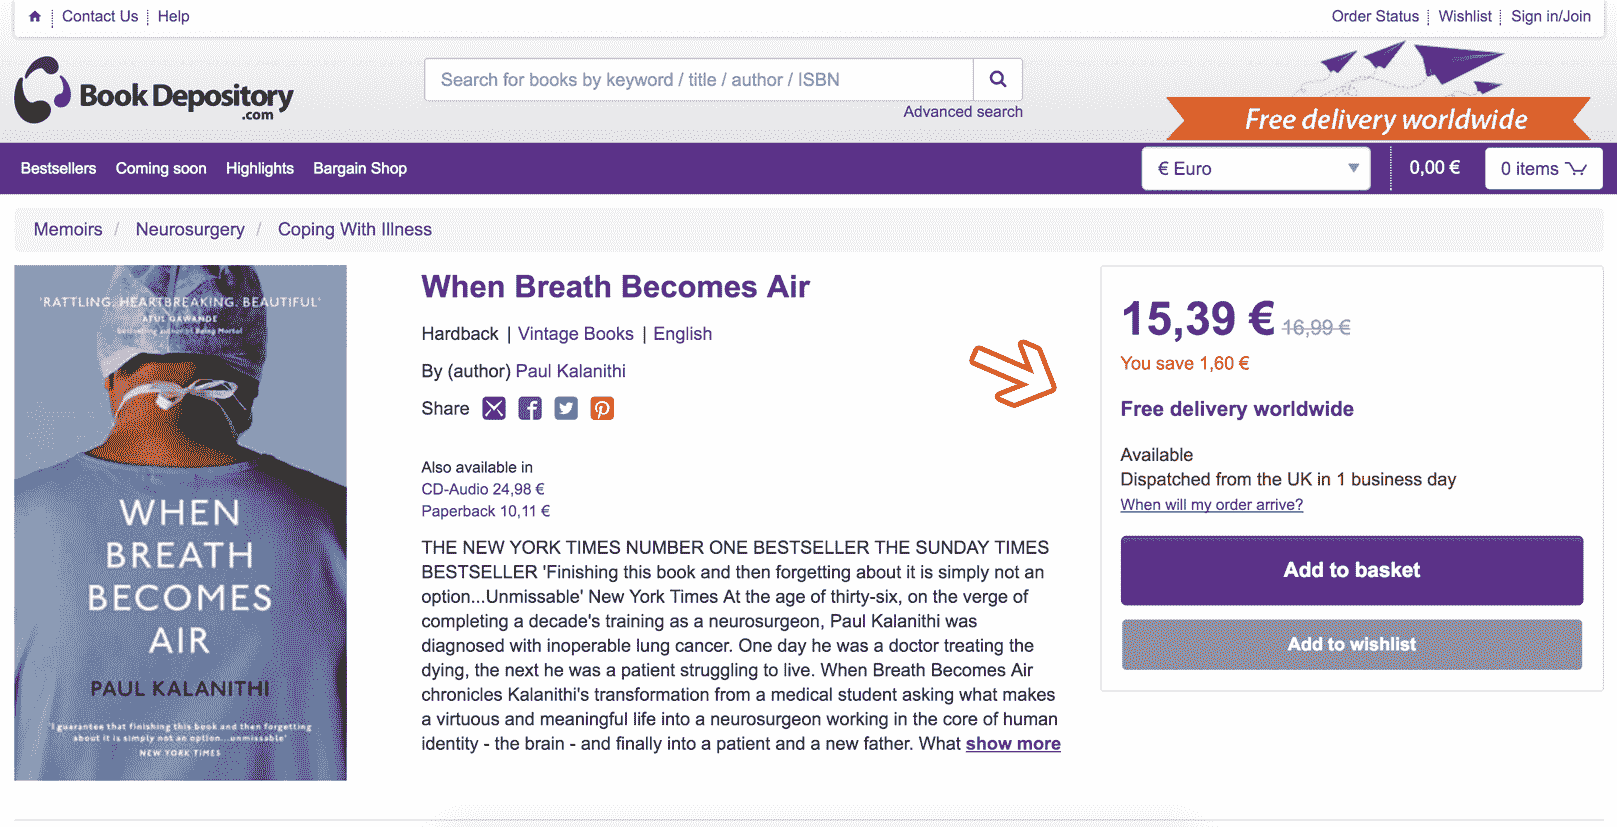 Contact Us
Help
Order Status
Wishlist
Sign in/Join
Book Depository
.com
Search for books by keyword / title / author / ISBN
Advanced search
Free delivery worldwide
Bestsellers
Coming soon
Highlights
Bargain Shop
€ Euro
0,00 €
0 items
Memoirs / Neurosurgery / Coping With Illness
'RATTLING. HEARTBREAKING. BEAUTIFUL'
ATUL GAWANDE
bestselling author of Being Mortal
WHEN
BREATH
BECOMES
AIR
PAUL KALANITHI
'I guarantee that finishing this book and then forgetting
about it is simply not an option...unmissable'
NEW YORK TIMES
When Breath Becomes Air
Hardback | Vintage Books | English
By (author) Paul Kalanithi
Share
Also available in
CD-Audio 24,98 €
Paperback 10,11 €
THE NEW YORK TIMES NUMBER ONE BESTSELLER THE SUNDAY TIMES
BESTSELLER 'Finishing this book and then forgetting about it is simply not an
option...Unmissable' New York Times At the age of thirty-six, on the verge of
completing a decade's training as a neurosurgeon, Paul Kalanithi was
diagnosed with inoperable lung cancer. One day he was a doctor treating the
dying, the next he was a patient struggling to live. When Breath Becomes Air
chronicles Kalanithi's transformation from a medical student asking what makes
a virtuous and meaningful life into a neurosurgeon working in the core of human
identity - the brain - and finally into a patient and a new father. What show more
15,39 € 16,99 €
You save 1,60 €
Free delivery worldwide
Available
Dispatched from the UK in 1 business day
When will my order arrive?
Add to basket
Add to wishlist